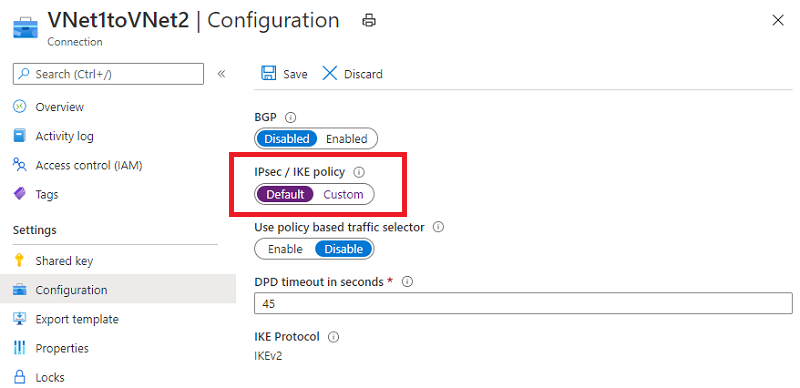 VNet1toVNet2 | Configuration
Connection
Search (Ctrl+/)
«
Overview
Activity log
Access control (IAM)
Tags
Settings
Shared key
Configuration
Export template
Properties
Locks
Save Discard
BGP
Disabled Enabled
IPsec / IKE policy
Default Custom
Use policy based traffic selector
Enable Disable
DPD timeout in seconds *
45
IKE Protocol
IKEv2